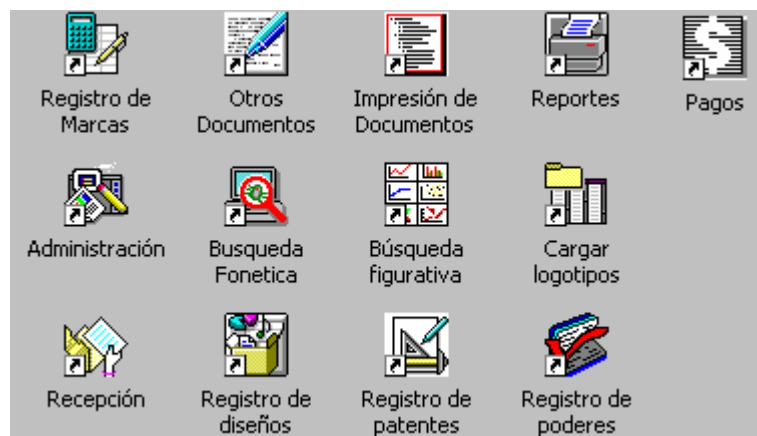 Registro de
Marcas
Otros
Documentos
Impresión de
Documentos
Reportes
Pagos
Administración
Busqueda
Fonetica
Búsqueda
figurativa
Cargar
logotipos
Recepción
Registro de
diseños
Registro de
patentes
Registro de
poderes